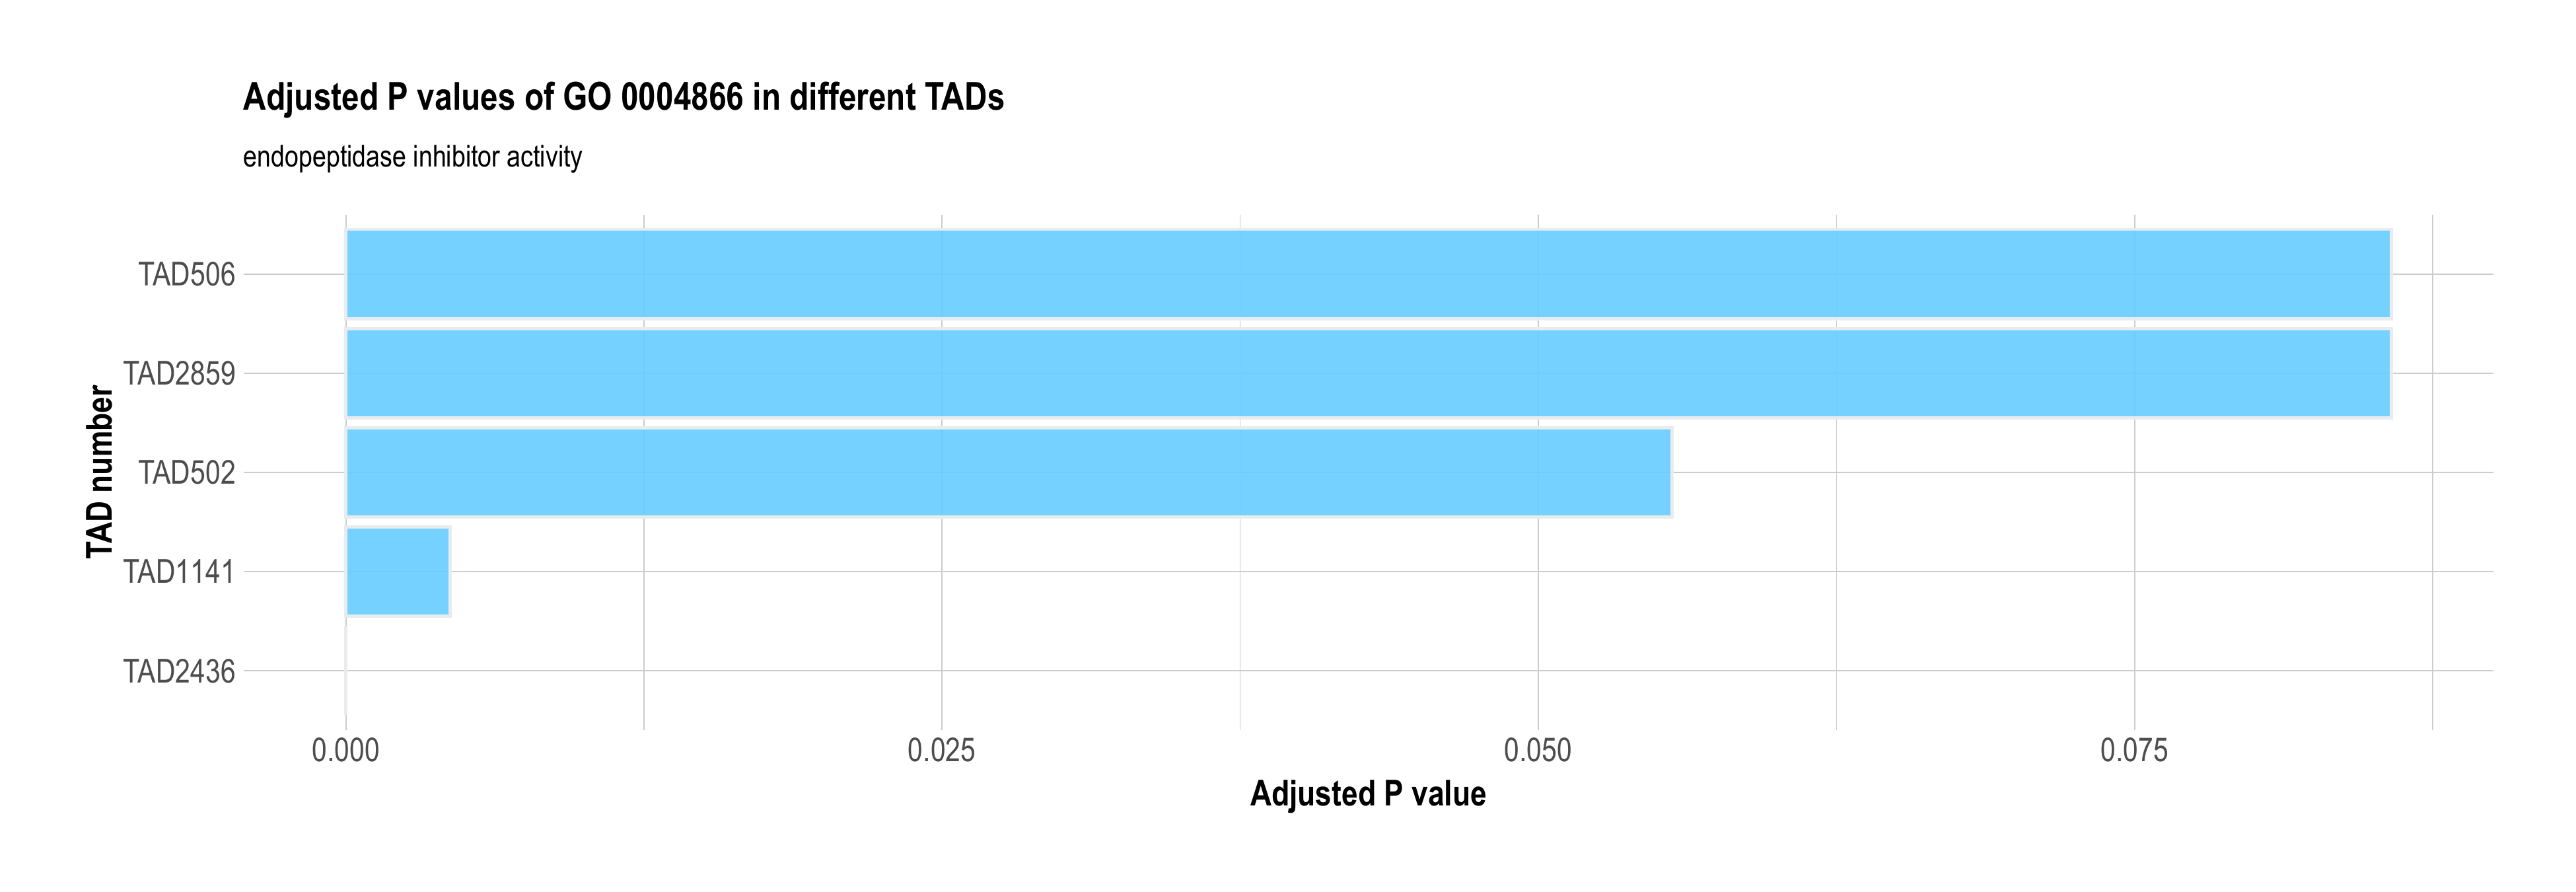 Adjusted P values of GO 0004866 in different TADs
endopeptidase inhibitor activity
TAD number
TAD506
TAD2859
TAD502
TAD1141
TAD2436
0.000 0.025 0.050 0.075
Adjusted P value